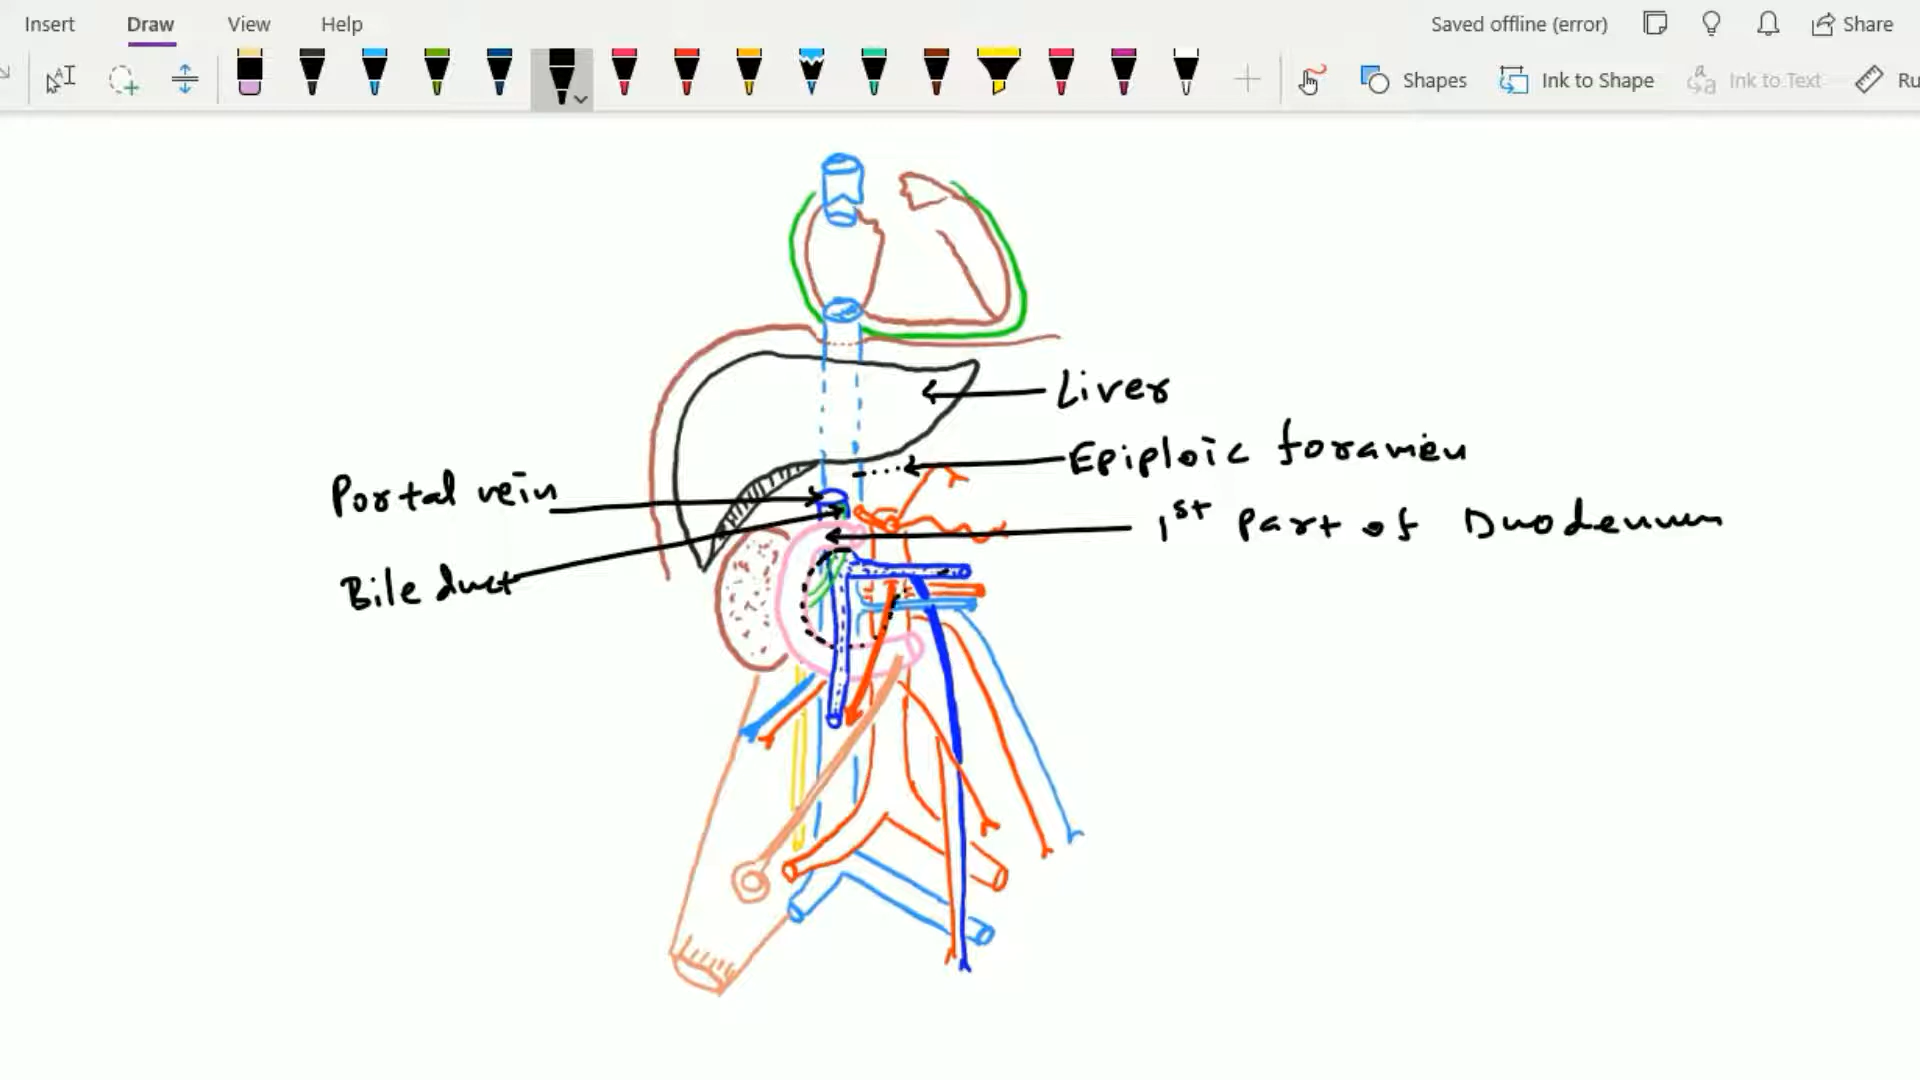 Insert Draw View Help Saved offline (error) Share
Shapes Ink to Shape Ink to Text Ru
Liver
Epiploic foramen
Portal vein
1st Part of Duodenum
Bile duct